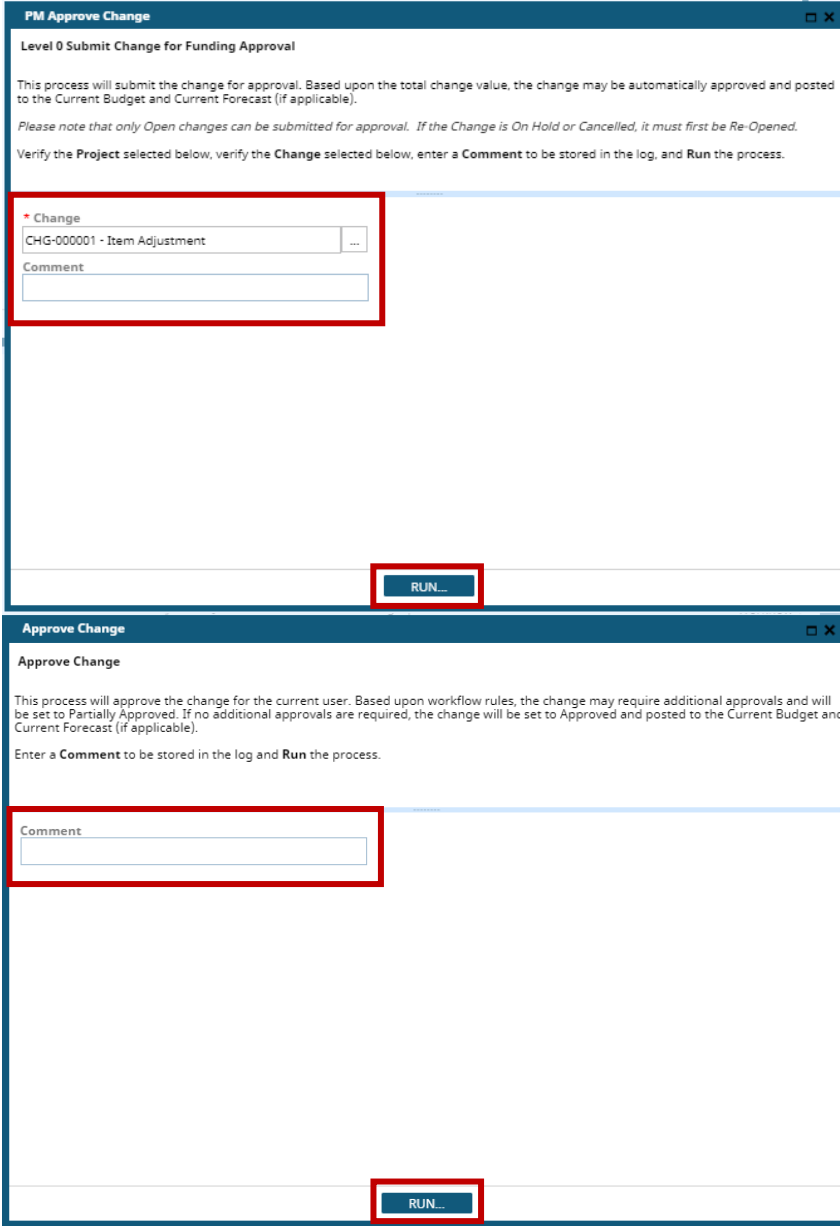 PM Approve Change
Level 0 Submit Change for Funding Approval
This process will submit the change for approval. Based upon the total change value, the change may be automatically approved and posted
to the Current Budget and Current Forecast (if applicable).
Please note that only Open changes can be submitted for approval. If the Change is On Hold or Cancelled, it must first be Re-Opened.
Verify the Project selected below, verify the Change selected below, enter a Comment to be stored in the log, and Run the process.
* Change
CHG-000001 - Item Adjustment
...
Comment
RUN...
Approve Change
Approve Change
This process will approve the change for the current user. Based upon workflow rules, the change may require additional approvals and will
be set to Partially Approved. If no additional approvals are required, the change will be set to Approved and posted to the Current Budget and
Current Forecast (if applicable).
Enter a Comment to be stored in the log and Run the process.
Comment
RUN...